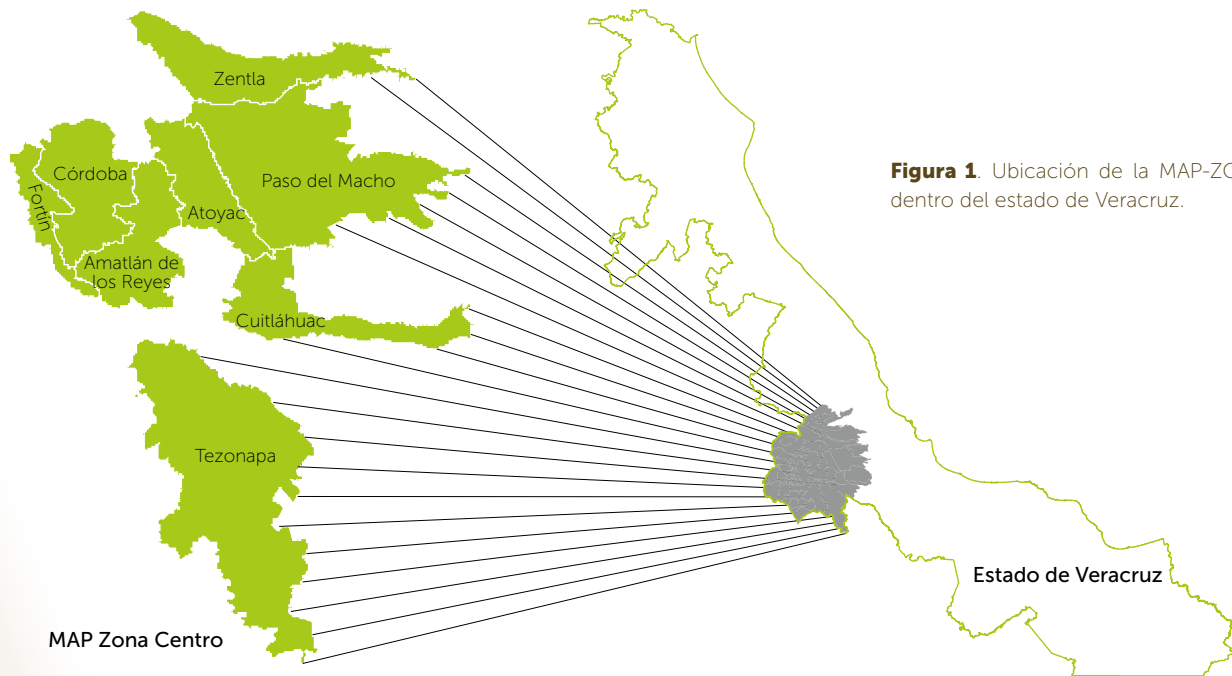 Zentla
Córdoba
Fortín
Atoyac
Paso del Macho
Amatlán de
los Reyes
Cuitláhuac
Tezonapa
MAP Zona Centro
Figura 1. Ubicación de la MAP-ZO
dentro del estado de Veracruz.
Estado de Veracruz